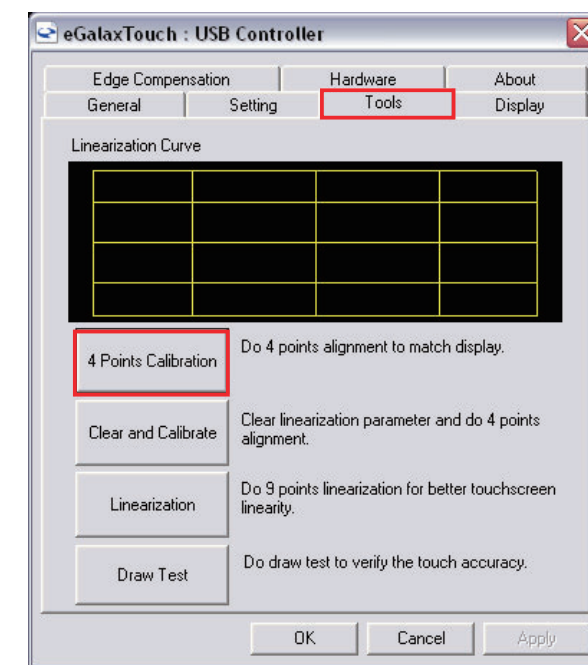 eGalaxTouch : USB Controller
Edge Compensation Hardware About
General Setting Tools Display
Linearization Curve
4 Points Calibration Do 4 points alignment to match display.
Clear and Calibrate Clear linearization parameter and do 4 points
alignment.
Linearization Do 9 points linearization for better touchscreen
linearity.
Draw Test Do draw test to verify the touch accuracy.
OK Cancel Apply